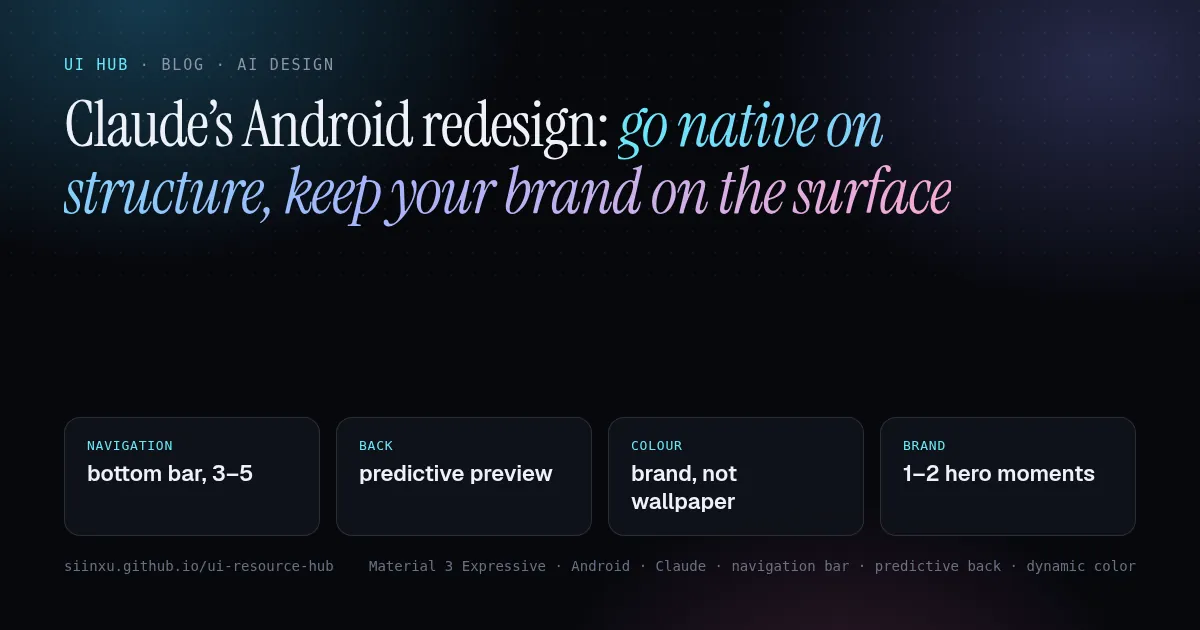 UI HUB · BLOG · AI DESIGN
Claude’s Android redesign: go native on
structure, keep your brand on the surface
NAVIGATION
bottom bar, 3–5
BACK
predictive preview
COLOUR
brand, not
wallpaper
BRAND
1–2 hero moments
siinxu.github.io/ui-resource-hub
Material 3 Expressive · Android · Claude · navigation bar · predictive back · dynamic color